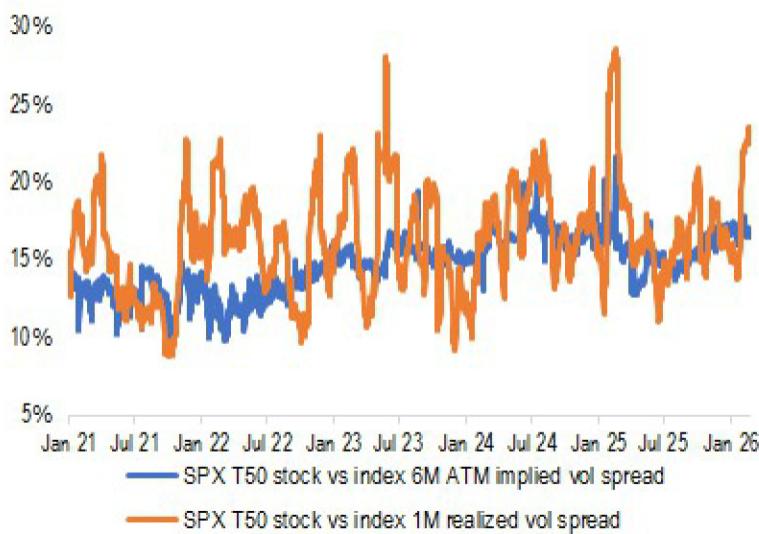 30%
25%
20%
15%
10%
5%
Jan 21 Jul 21 Jan 22 Jul 22 Jan 23 Jul 23 Jan 24 Jul 24 Jan 25 Jul 25 Jan 26
SPX T50 stock vs index 6M ATM implied vol spread
SPX T50 stock vs index 1M realized vol spread